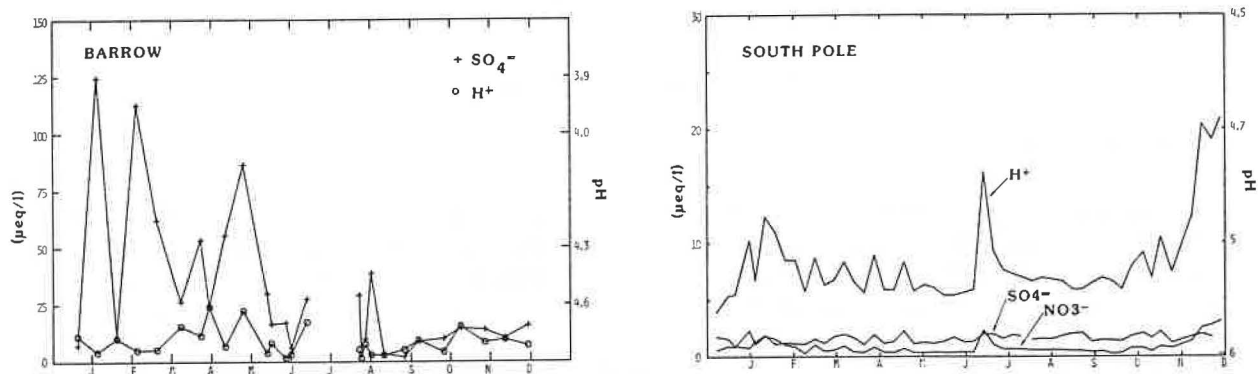 150
125
100
75
50
25
0
(μeq/l)
BARROW
+ SO4=
o H+
3.9
4.0
4.3
4.6
pH
J F M A M J J A S O N D
30
20
10
0
(μeq/l)
SOUTH POLE
H+
SO4=
NO3-
4.5
4.7
5
6
pH
J F M A M J J A S O N D